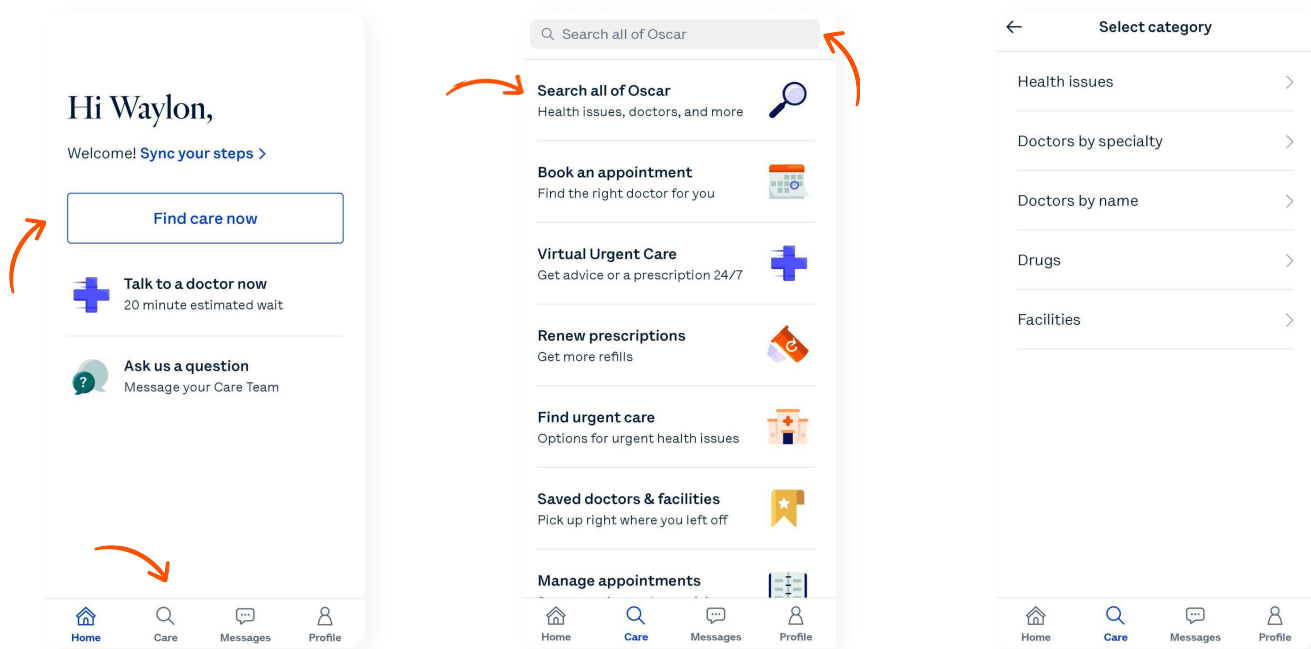 Hi Waylon,
Welcome! Sync your steps >
Find care now
Talk to a doctor now
20 minute estimated wait
Ask us a question
Message your Care Team
Home Care Messages Profile
Search all of Oscar
Search all of Oscar
Health issues, doctors, and more
Book an appointment
Find the right doctor for you
Virtual Urgent Care
Get advice or a prescription 24/7
Renew prescriptions
Get more refills
Find urgent care
Options for urgent health issues
Saved doctors & facilities
Pick up right where you left off
Manage appointments
Home Care Messages Profile
Select category
Health issues
Doctors by specialty
Doctors by name
Drugs
Facilities
Home Care Messages Profile